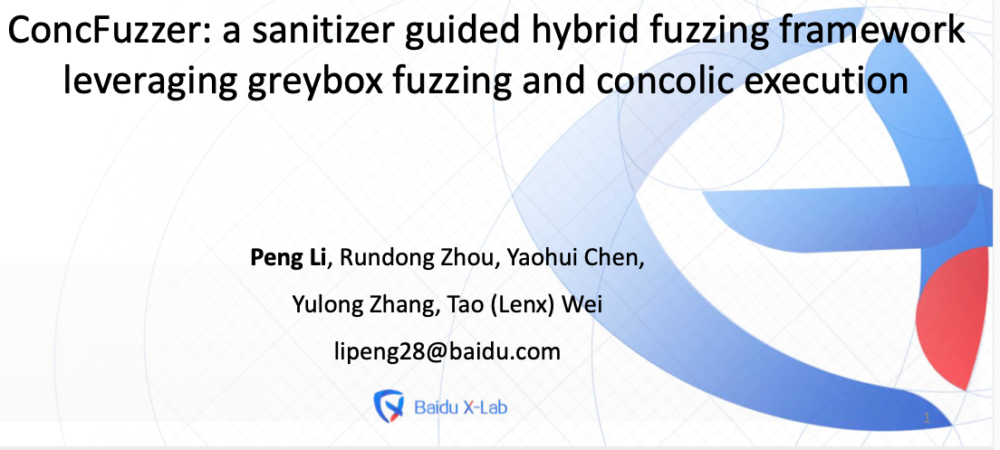 ConcFuzzer: a sanitizer guided hybrid fuzzing framework
leveraging greybox fuzzing and concolic execution
Peng Li, Rundong Zhou, Yaohui Chen,
Yulong Zhang, Tao (Lenx) Wei
lipeng28@baidu.com
Baidu X-Lab
1